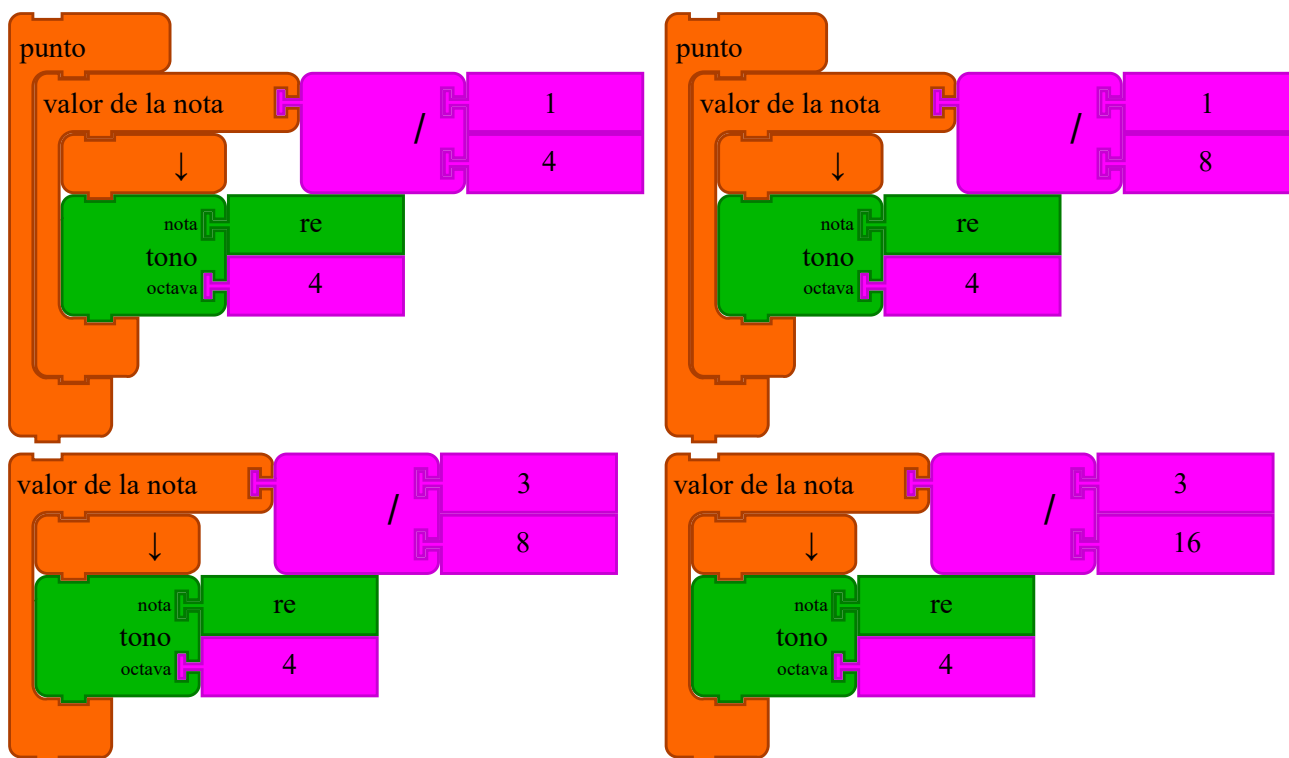 punto
valor de la nota / 1
4
↓
nota re
tono
octava 4
punto
valor de la nota / 1
8
↓
nota re
tono
octava 4
valor de la nota / 3
8
↓
nota re
tono
octava 4
valor de la nota / 3
16
↓
nota re
tono
octava 4